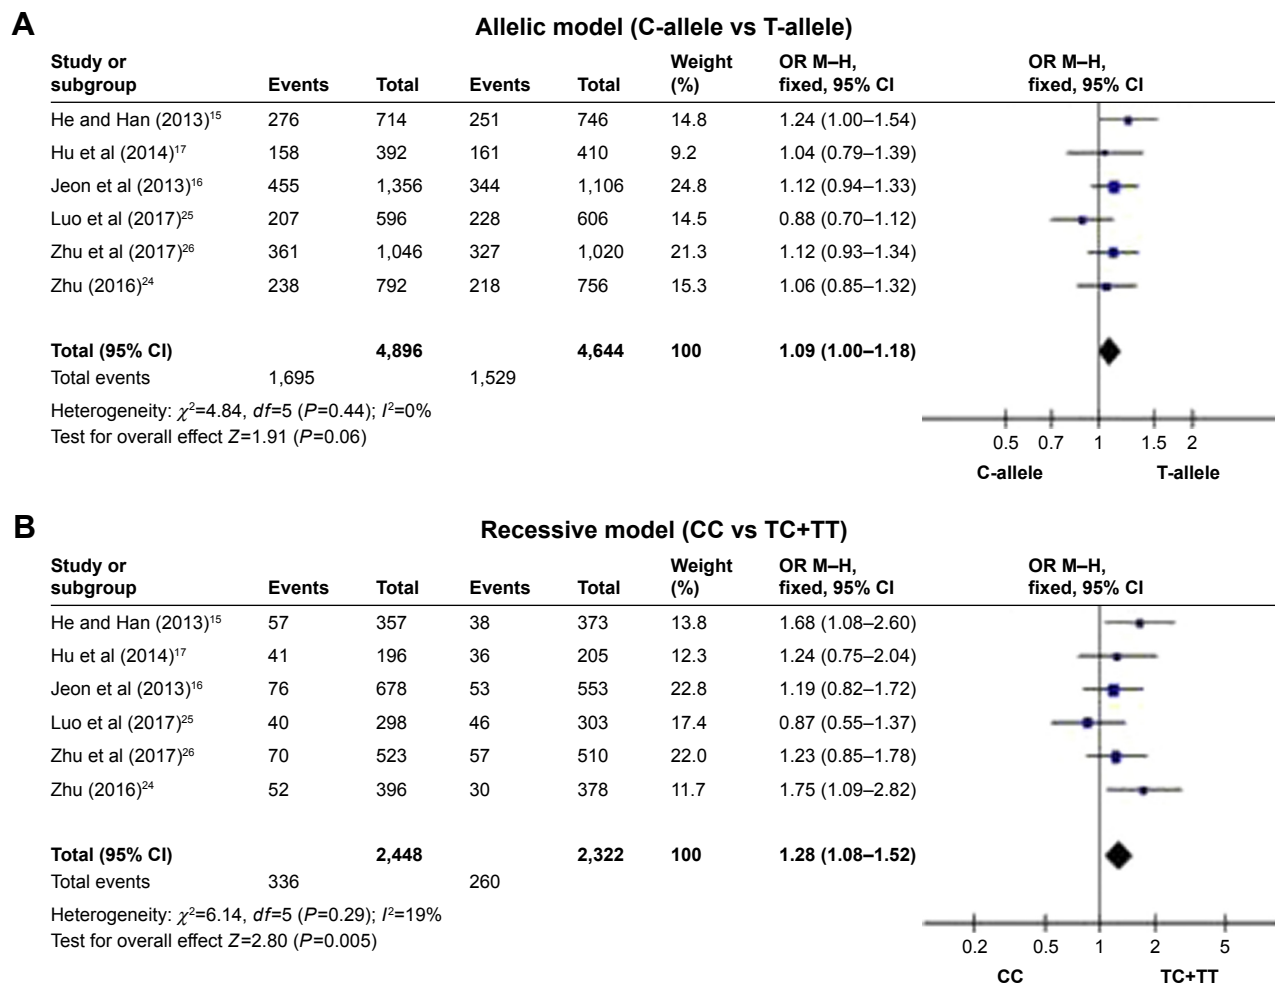 A
Allelic model (C-allele vs T-allele)
Study or subgroup Events Total Events Total Weight (%) OR M–H, fixed, 95% CI OR M–H, fixed, 95% CI
He and Han (2013)15 276 714 251 746 14.8 1.24 (1.00–1.54)
Hu et al (2014)17 158 392 161 410 9.2 1.04 (0.79–1.39)
Jeon et al (2013)16 455 1,356 344 1,106 24.8 1.12 (0.94–1.33)
Luo et al (2017)25 207 596 228 606 14.5 0.88 (0.70–1.12)
Zhu et al (2017)26 361 1,046 327 1,020 21.3 1.12 (0.93–1.34)
Zhu (2016)24 238 792 218 756 15.3 1.06 (0.85–1.32)
Total (95% CI) 4,896 4,644 100 1.09 (1.00–1.18)
Total events 1,695 1,529
Heterogeneity: χ2=4.84, df=5 (P=0.44); I2=0%
Test for overall effect Z=1.91 (P=0.06)
0.5 0.7 1 1.5 2
C-allele T-allele
B
Recessive model (CC vs TC+TT)
Study or subgroup Events Total Events Total Weight (%) OR M–H, fixed, 95% CI OR M–H, fixed, 95% CI
He and Han (2013)15 57 357 38 373 13.8 1.68 (1.08–2.60)
Hu et al (2014)17 41 196 36 205 12.3 1.24 (0.75–2.04)
Jeon et al (2013)16 76 678 53 553 22.8 1.19 (0.82–1.72)
Luo et al (2017)25 40 298 46 303 17.4 0.87 (0.55–1.37)
Zhu et al (2017)26 70 523 57 510 22.0 1.23 (0.85–1.78)
Zhu (2016)24 52 396 30 378 11.7 1.75 (1.09–2.82)
Total (95% CI) 2,448 2,322 100 1.28 (1.08–1.52)
Total events 336 260
Heterogeneity: χ2=6.14, df=5 (P=0.29); I2=19%
Test for overall effect Z=2.80 (P=0.005)
0.2 0.5 1 2 5
CC TC+TT